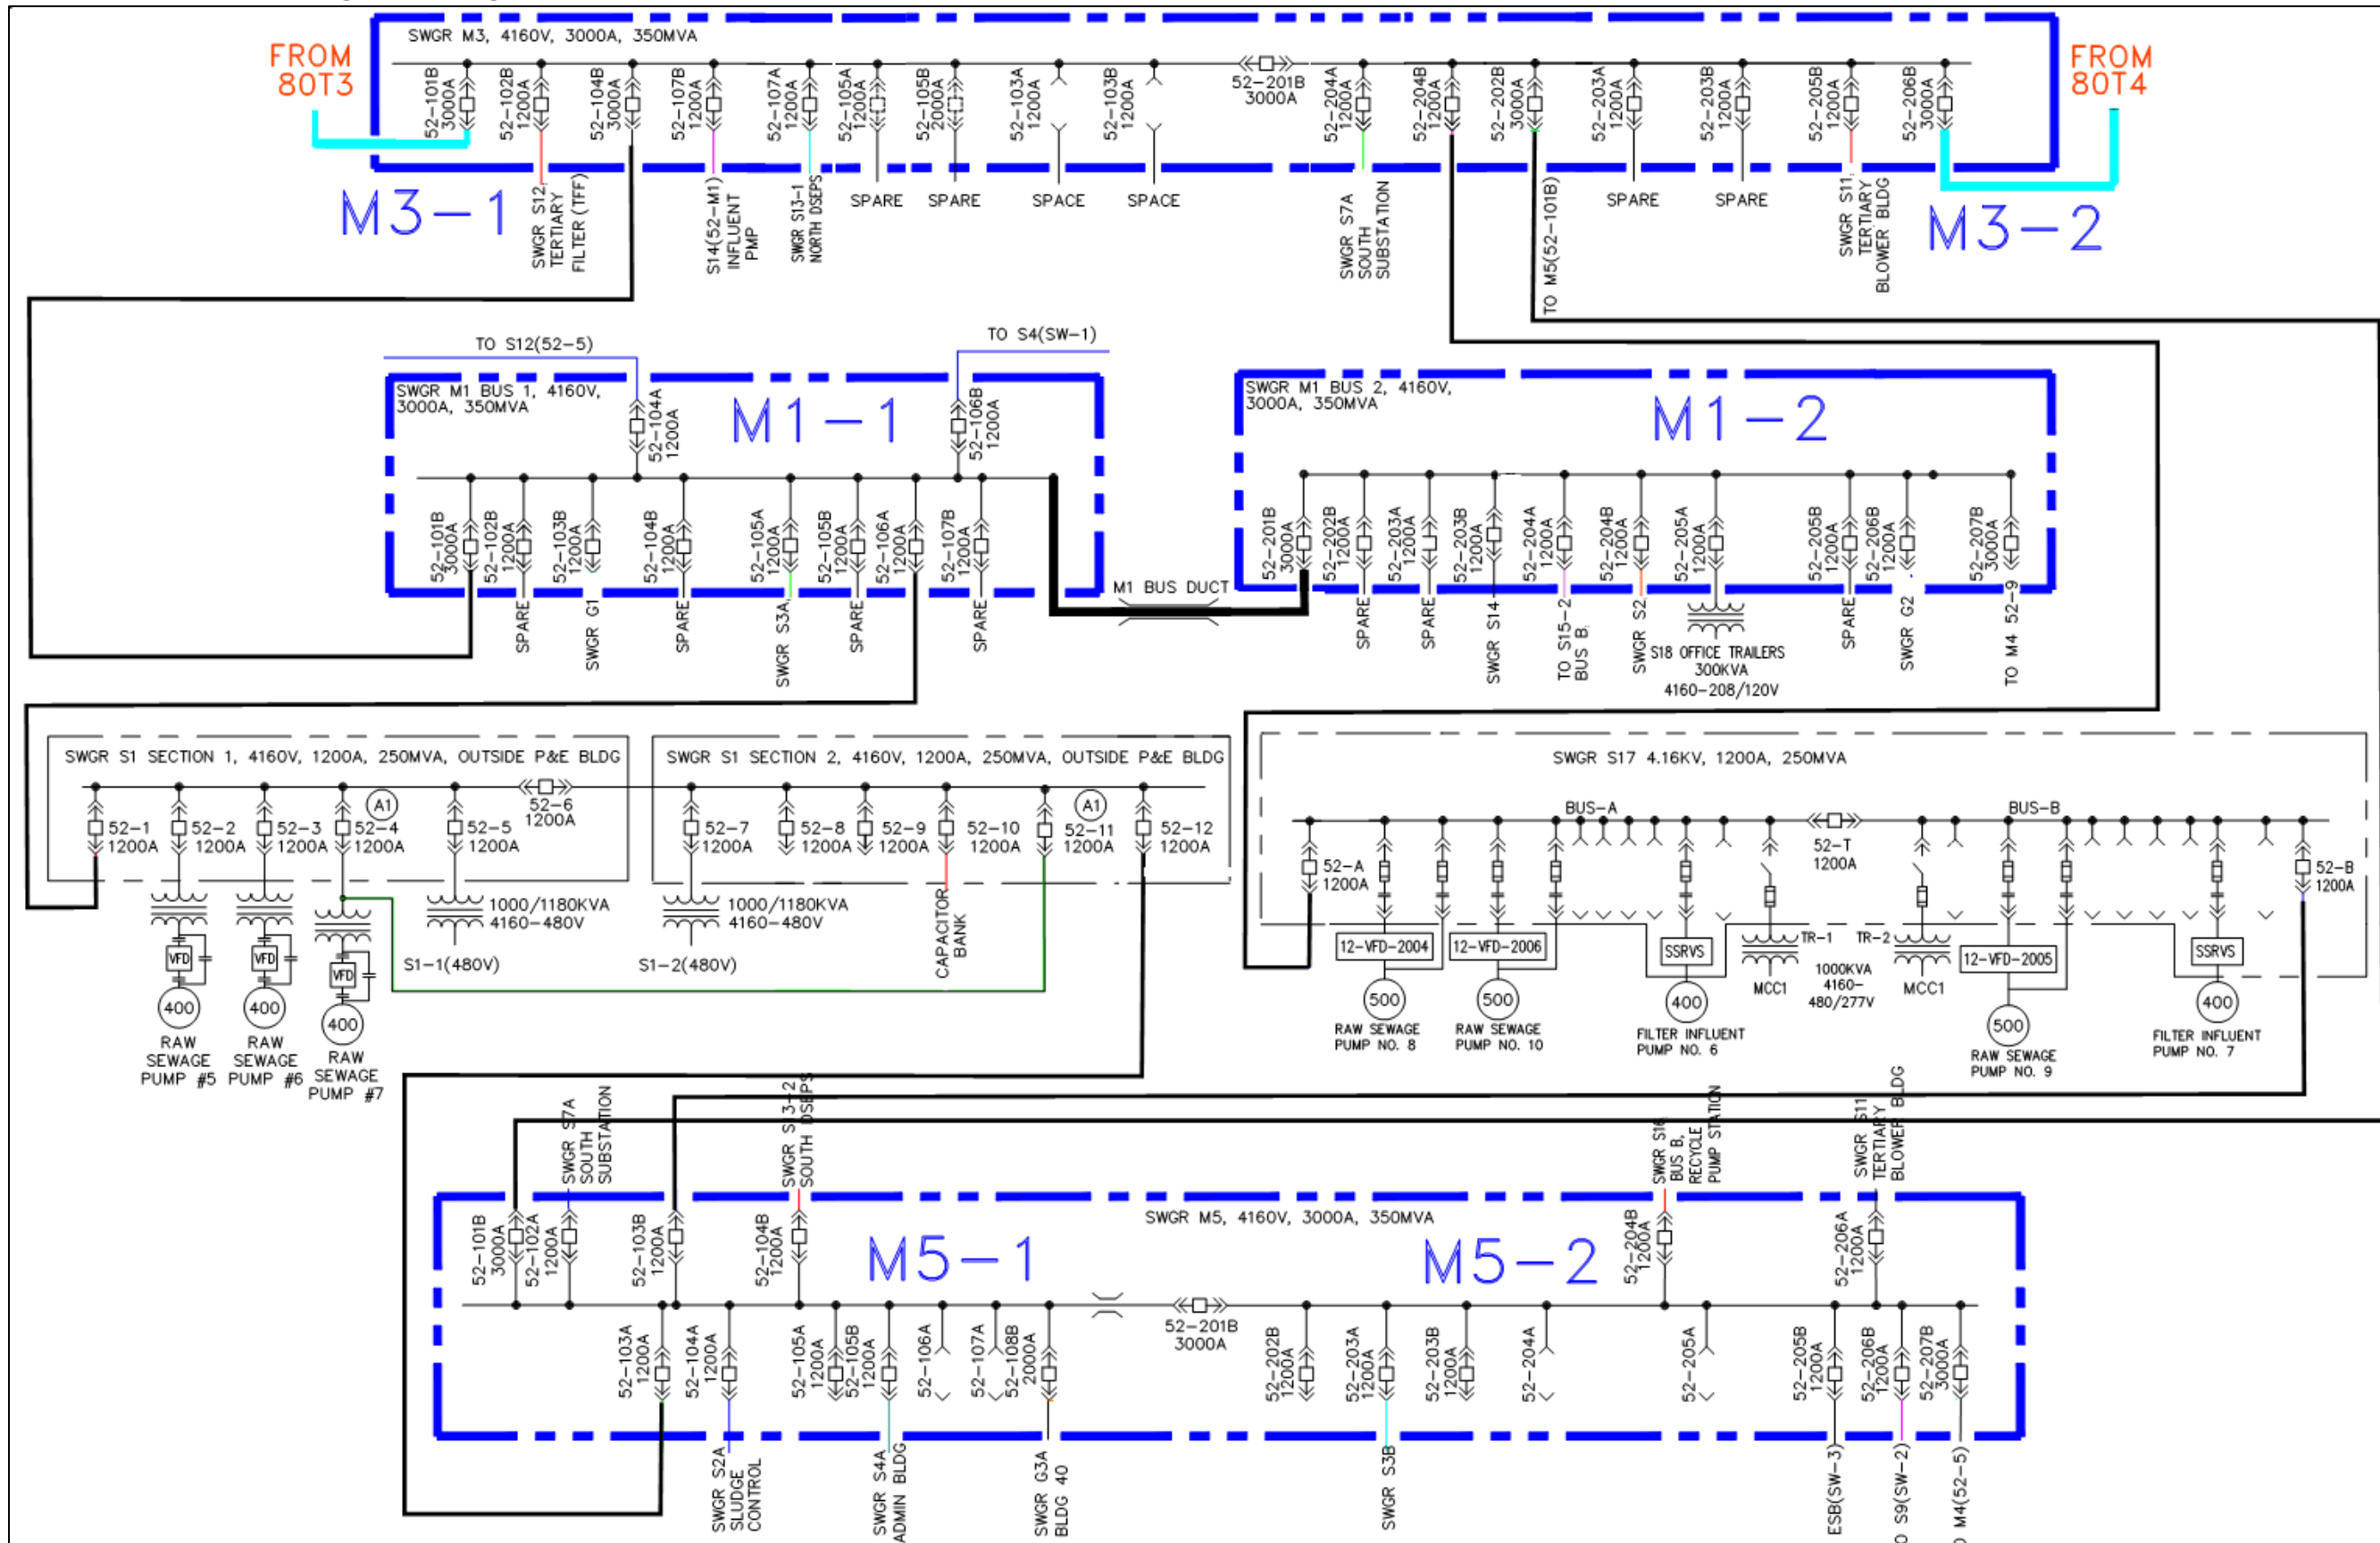 SWGR M3, 4160V, 3000A, 350MVA
FROM
80T3
FROM
80T4
52-101B
3000A
52-102B
1200A
52-104B
3000A
52-107B
1200A
52-107A
1200A
52-105A
1200A
52-105B
2000A
52-103A
1200A
52-103B
1200A
52-201B
3000A
52-204A
1200A
52-204B
1200A
52-202B
3000A
52-203A
1200A
52-203B
1200A
52-205B
1200A
52-206B
3000A
M3-1
SWGR S12,
TERTIARY
FILTER (TFF)
S14(52-M1)
INFLUENT
PMP
SWGR S13-1
NORTH DSEPS
SPARE
SPARE
SPACE
SPACE
SWGR S7A
SOUTH
SUBSTATION
TO M5(52-101B)
SPARE
SPARE
SWGR S11,
TERTIARY
BLOWER BLDG
M3-2
TO S12(52-5)
TO S4(SW-1)
SWGR M1 BUS 1, 4160V,
3000A, 350MVA
M1-1
52-104A
1200A
52-106B
1200A
52-101B
3000A
52-102B
1200A
52-103B
1200A
52-104B
1200A
52-105A
1200A
52-105B
1200A
52-106A
1200A
52-107B
1200A
SPARE
SWGR G1
SPARE
SWGR S3A,
SPARE
SPARE
M1 BUS DUCT
SWGR M1 BUS 2, 4160V,
3000A, 350MVA
M1-2
52-201B
3000A
52-202B
1200A
52-203A
1200A
52-203B
1200A
52-204A
1200A
52-204B
1200A
52-205A
1200A
52-205B
1200A
52-206B
1200A
52-207B
3000A
SPARE
SPARE
SWGR S14
TO S15-2
BUS B.
SWGR S2
S18 OFFICE TRAILERS
300KVA
4160-208/120V
SPARE
SWGR G2
TO M4 52-9
SWGR S1 SECTION 1, 4160V, 1200A, 250MVA, OUTSIDE P&E BLDG
52-1
1200A
52-2
1200A
52-3
1200A
A1
52-4
1200A
52-5
1200A
52-6
1200A
1000/1180KVA
4160-480V
S1-1(480V)
VFD
VFD
VFD
400
400
400
RAW
SEWAGE
PUMP #5
RAW
SEWAGE
PUMP #6
RAW
SEWAGE
PUMP #7
SWGR S1 SECTION 2, 4160V, 1200A, 250MVA, OUTSIDE P&E BLDG
52-7
1200A
52-8
1200A
52-9
1200A
52-10
1200A
A1
52-11
1200A
52-12
1200A
1000/1180KVA
4160-480V
S1-2(480V)
CAPACITOR
BANK
SWGR S17 4.16KV, 1200A, 250MVA
BUS-A
BUS-B
52-A
1200A
52-T
1200A
52-B
1200A
12-VFD-2004
12-VFD-2006
SSRVS
TR-1
TR-2
12-VFD-2005
SSRVS
MCC1
1000KVA
4160-
480/277V
MCC1
500
500
400
500
400
RAW SEWAGE
PUMP NO. 8
RAW SEWAGE
PUMP NO. 10
FILTER INFLUENT
PUMP NO. 6
RAW SEWAGE
PUMP NO. 9
FILTER INFLUENT
PUMP NO. 7
SWGR S7A
SOUTH
SUBSTATION
SWGR S13-2
SOUTH DSEPS
SWGR S16
BUS B,
RECYCLE
PUMP STATION
SWGR S11
TERTIARY
BLOWER BLDG
SWGR M5, 4160V, 3000A, 350MVA
M5-1
M5-2
52-101B
3000A
52-102A
1200A
52-103B
1200A
52-104B
1200A
52-204B
1200A
52-206A
1200A
52-103A
1200A
52-104A
1200A
52-105A
1200A
52-105B
1200A
52-106A
52-107A
52-108B
2000A
52-201B
3000A
52-202B
1200A
52-203A
1200A
52-203B
1200A
52-204A
52-205A
52-205B
1200A
52-206B
1200A
52-207B
3000A
SWGR S2A
SLUDGE
CONTROL
SWGR S4A
ADMIN BLDG
SWGR G3A
BLDG 40
SWGR S3B
ESB(SW-3)
O S9(SW-2)
O M4(52-5)